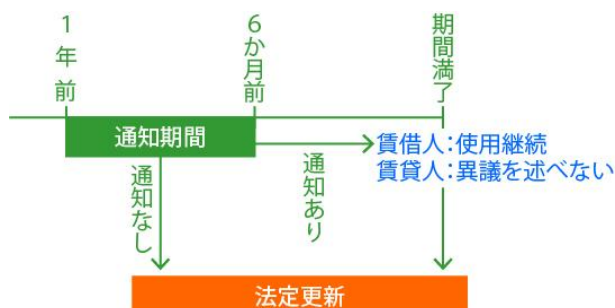 1年前
6か月前
期間満了
通知期間
賃借人：使用継続
賃貸人：異議を述べない
通知なし
通知あり
法定更新